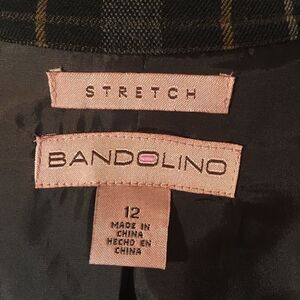 STRETCH
BANDOLINO
12
MADE IN
CHINA
HECHO EN
CHINA